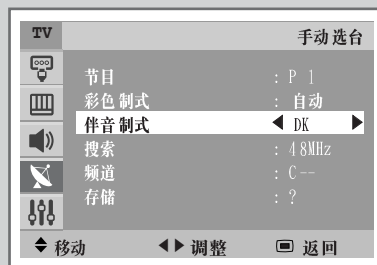 TV 手动选台
节目 : P 1
彩色制式 : 自动
伴音制式 ◀ DK ▶
搜索 : 48MHz
频道 : C--
存储 : ?
移动 调整 返回